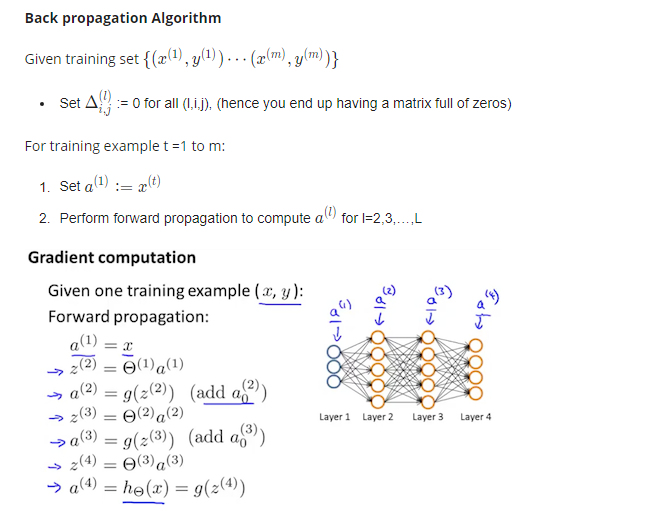 Back propagation Algorithm
Given training set {(x^(1), y^(1)) ⋯ (x^(m), y^(m))}
• Set Δ_{i,j}^(l) := 0 for all (l,i,j), (hence you end up having a matrix full of zeros)
For training example t =1 to m:
1. Set a^(1) := x^(t)
2. Perform forward propagation to compute a^(l) for l=2,3,…,L
Gradient computation
Given one training example (x, y):
Forward propagation:
a^(1) = x
→ z^(2) = Θ^(1)a^(1)
→ a^(2) = g(z^(2)) (add a_0^(2))
→ z^(3) = Θ^(2)a^(2)
→ a^(3) = g(z^(3)) (add a_0^(3))
→ z^(4) = Θ^(3)a^(3)
→ a^(4) = h_Θ(x) = g(z^(4))
a^(1) a^(2) a^(3) a^(4)
Layer 1 Layer 2 Layer 3 Layer 4